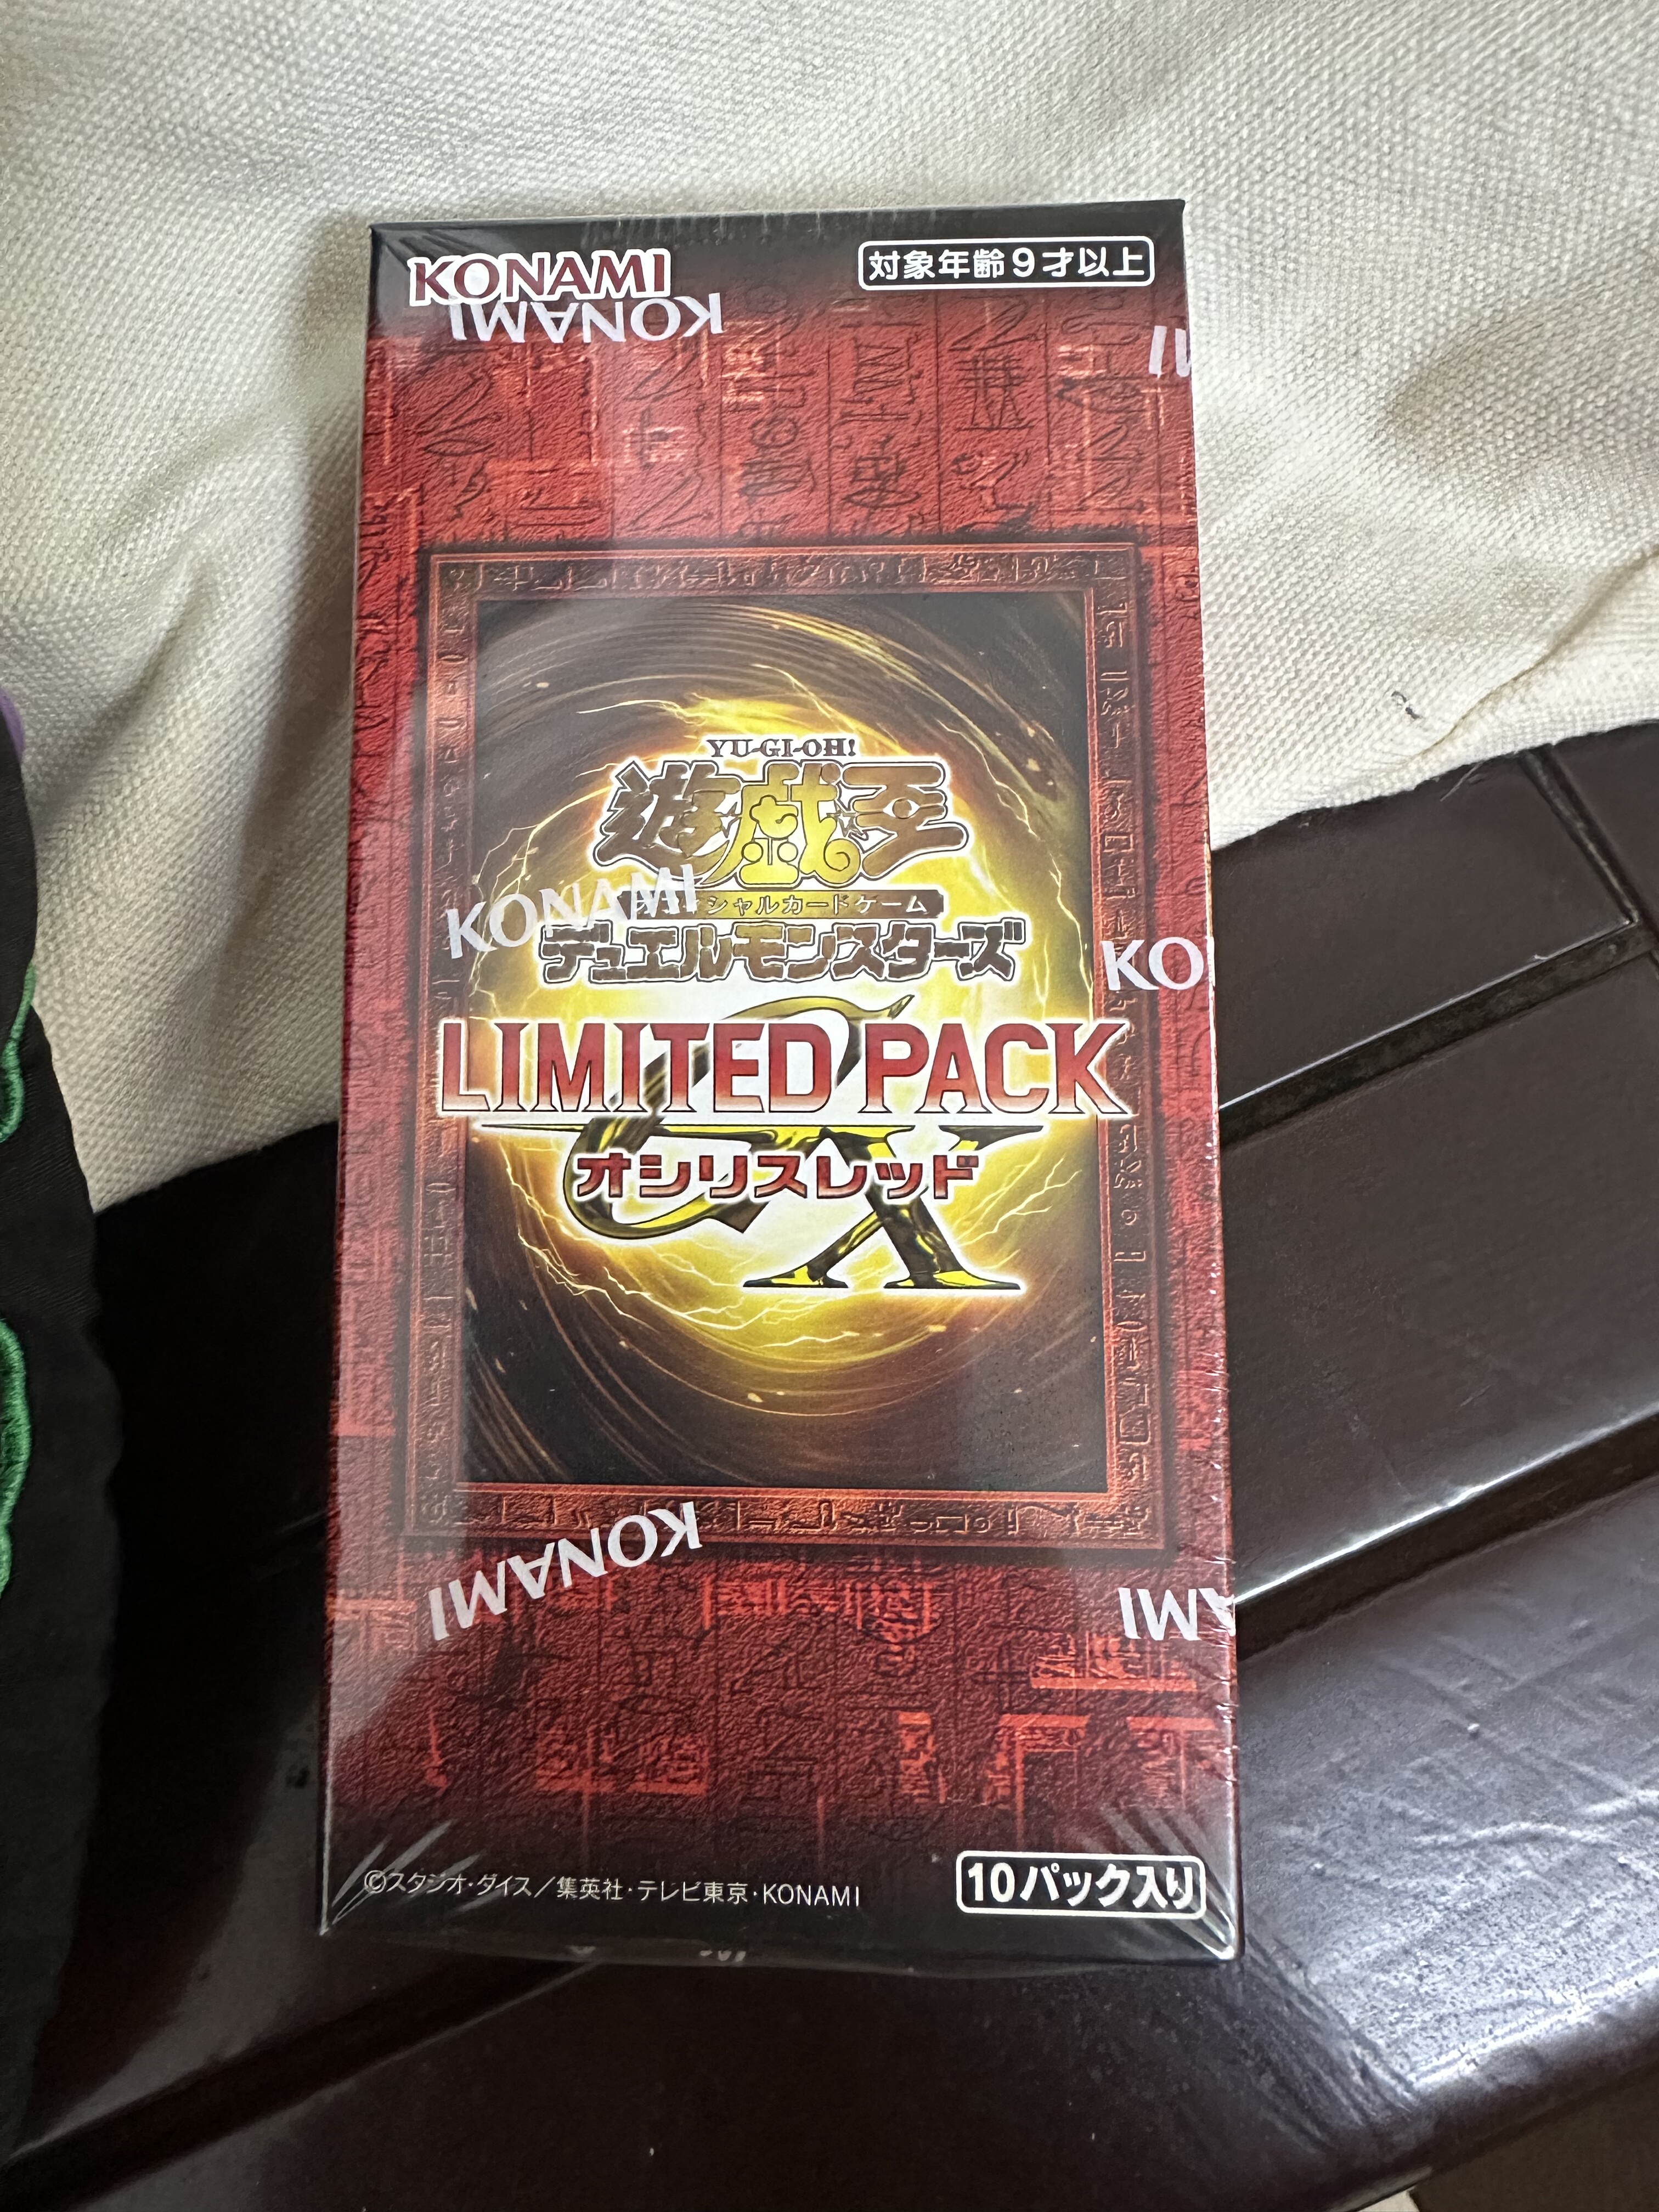 KONAMI
対象年齢9才以上
KONAMI
MI
YU-GI-OH!
遊戯王
シャルカードゲーム
KONAMI
デュエルモンスターズ
KO
LIMITED PACK
GX
オシリスレッド
KONAMI
AMI
©スタジオ・ダイス/集英社・テレビ東京・KONAMI
10パック入り